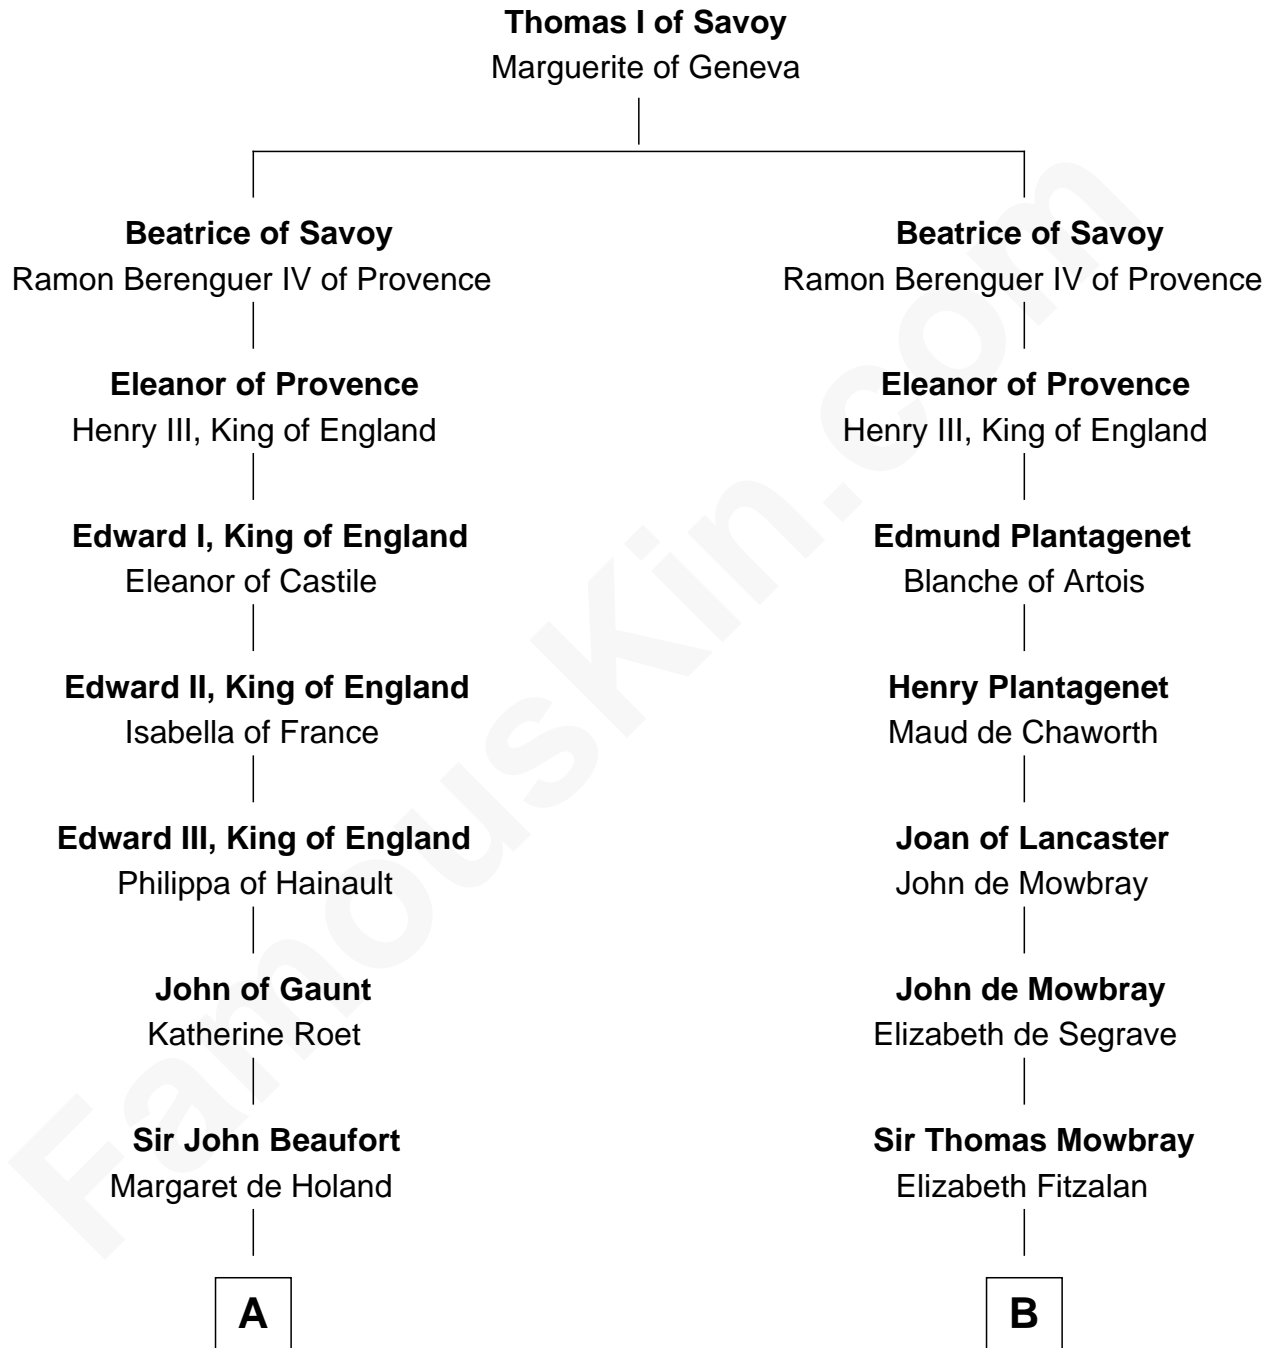 Thomas I of Savoy
Marguerite of Geneva
Beatrice of Savoy
Ramon Berenguer IV of Provence
Eleanor of Provence
Henry III, King of England
Edward I, King of England
Eleanor of Castile
Edward II, King of England
Isabella of France
Edward III, King of England
Philippa of Hainault
John of Gaunt
Katherine Roet
Sir John Beaufort
Margaret de Holand
A
Beatrice of Savoy
Ramon Berenguer IV of Provence
Eleanor of Provence
Henry III, King of England
Edmund Plantagenet
Blanche of Artois
Henry Plantagenet
Maud de Chaworth
Joan of Lancaster
John de Mowbray
John de Mowbray
Elizabeth de Segrave
Sir Thomas Mowbray
Elizabeth Fitzalan
B
FamousKin.com